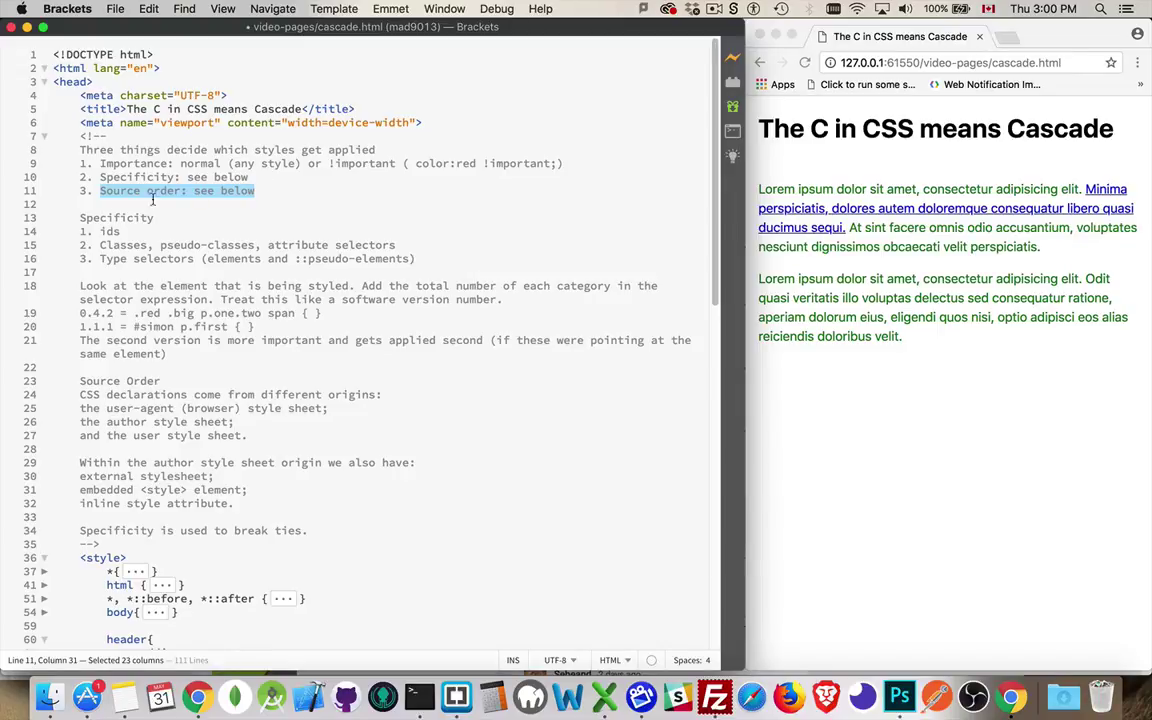 Brackets File Edit Find View Navigate Template Emmet Window Debug Help
100% Thu 3:00 PM
• video-pages/cascade.html (mad9013) — Brackets
1 <!DOCTYPE html>
2 <html lang="en">
3 <head>
4 <meta charset="UTF-8">
5 <title>The C in CSS means Cascade</title>
6 <meta name="viewport" content="width=device-width">
7 <!--
8 Three things decide which styles get applied
9 1. Importance: normal (any style) or !important ( color:red !important;)
10 2. Specificity: see below
11 3. Source order: see below
12
13 Specificity
14 1. ids
15 2. Classes, pseudo-classes, attribute selectors
16 3. Type selectors (elements and ::pseudo-elements)
17
18 Look at the element that is being styled. Add the total number of each category in the
selector expression. Treat this like a software version number.
19 0.4.2 = .red .big p.one.two span { }
20 1.1.1 = #simon p.first { }
21 The second version is more important and gets applied second (if these were pointing at the
same element)
22
23 Source Order
24 CSS declarations come from different origins:
25 the user-agent (browser) style sheet;
26 the author style sheet;
27 and the user style sheet.
28
29 Within the author style sheet origin we also have:
30 external stylesheet;
31 embedded <style> element;
32 inline style attribute.
33
34 Specificity is used to break ties.
35 -->
36 <style>
37 *{ ... }
41 html { ... }
51 *, *::before, *::after { ... }
54 body{ ... }
59
60 header{
Line 11, Column 31 — Selected 23 columns — 111 Lines
INS UTF-8 HTML Spaces: 4
The C in CSS means Cascade
127.0.0.1:61550/video-pages/cascade.html
Apps Click to run some s... Web Notification Im... »
The C in CSS means Cascade
Lorem ipsum dolor sit amet, consectetur adipisicing elit. Minima
perspiciatis, dolores autem doloremque consequatur libero quasi
ducimus sequi. At sint facere omnis odio accusantium, voluptates
nesciunt dignissimos obcaecati velit perspiciatis.
Lorem ipsum dolor sit amet, consectetur adipisicing elit. Odit
quasi veritatis illo voluptas delectus sed consequatur ratione,
aperiam dolorum eius, eligendi quos nisi, optio adipisci eos alias
reiciendis doloribus velit.
31
Ps